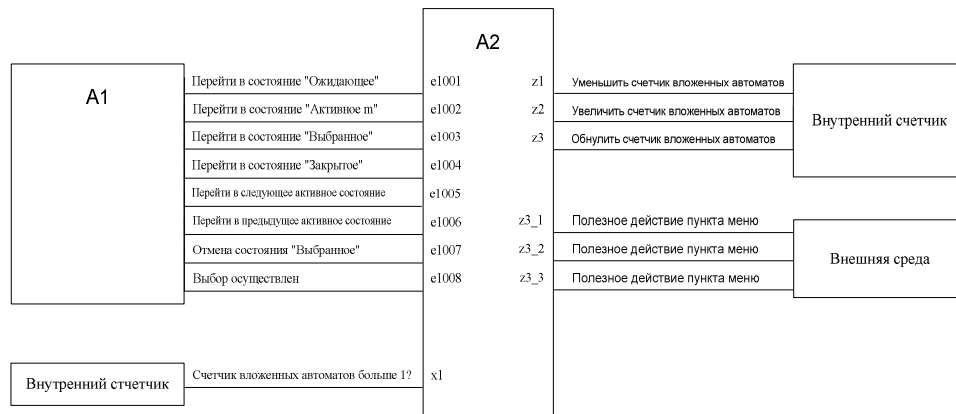 A2
A1
Перейти в состояние "Ожидающее" e1001 z1 Уменьшить счетчик вложенных автоматов
Перейти в состояние "Активное m" e1002 z2 Увеличить счетчик вложенных автоматов
Внутренний счетчик
Перейти в состояние "Выбранное" e1003 z3 Обнулить счетчик вложенных автоматов
Перейти в состояние "Закрытое" e1004
Перейти в следующее активное состояние e1005
Перейти в предыдущее активное состояние e1006 z3_1 Полезное действие пункта меню
Отмена состояния "Выбранное" e1007 z3_2 Полезное действие пункта меню
Внешняя среда
Выбор осуществлен e1008 z3_3 Полезное действие пункта меню
Внутренний стчетчик Счетчик вложенных автоматов больше 1? x1